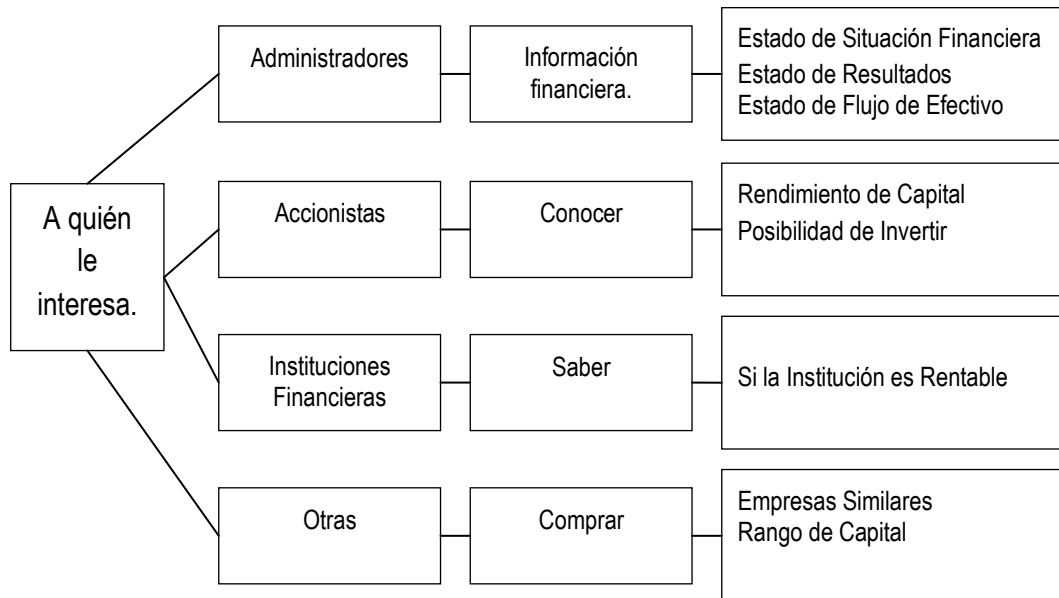 A quién
le
interesa.
Administradores
Información
financiera.
Estado de Situación Financiera
Estado de Resultados
Estado de Flujo de Efectivo
Accionistas
Conocer
Rendimiento de Capital
Posibilidad de Invertir
Instituciones
Financieras
Saber
Si la Institución es Rentable
Otras
Comprar
Empresas Similares
Rango de Capital